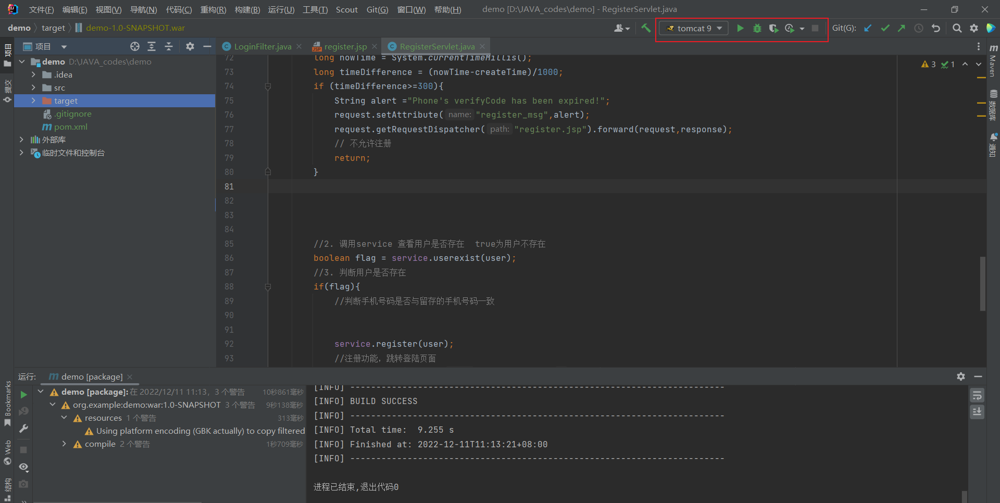 文件(F) 编辑(E) 视图(V) 导航(N) 代码(C) 重构(R) 构建(B) 运行(U) 工具(T) Scout Git(G) 窗口(W) 帮助(H) demo [D:\JAVA_codes\demo] - RegisterServlet.java
demo target demo-1.0-SNAPSHOT.war tomcat 9 Git(G):
项目 LoginFilter.java register.jsp RegisterServlet.java
项目
提交
Bookmarks
Web
结构
demo D:\JAVA_codes\demo
.idea
src
target
.gitignore
pom.xml
外部库
临时文件和控制台
3 1
72 long nowTime = System.currentTimeMillis();
73 long timeDifference = (nowTime-createTime)/1000;
74 if (timeDifference>=300){
75 String alert ="Phone's verifyCode has been expired!";
76 request.setAttribute( name: "register_msg",alert);
77 request.getRequestDispatcher( path: "register.jsp").forward(request,response);
78 // 不允许注册
79 return;
80 }
81
82
83
84
85 //2. 调用service 查看用户是否存在  true为用户不存在
86 boolean flag = service.userexist(user);
87 //3. 判断用户是否存在
88 if(flag){
89 //判断手机号码是否与留存的手机号码一致
90
91
92 service.register(user);
93 //注册功能，跳转登陆页面
Maven
数据库
通知
运行: demo [package]
demo [package]: 在 2022/12/11 11:13，3 个警告 10秒861毫秒
org.example:demo:war:1.0-SNAPSHOT 3 个警告 9秒138毫秒
resources 1 个警告 313毫秒
Using platform encoding (GBK actually) to copy filtered
compile 2 个警告 1秒709毫秒
[INFO] ------------------------------------------------------------------------
[INFO] BUILD SUCCESS
[INFO] ------------------------------------------------------------------------
[INFO] Total time:  9.255 s
[INFO] Finished at: 2022-12-11T11:13:21+08:00
[INFO] ------------------------------------------------------------------------
进程已结束,退出代码0